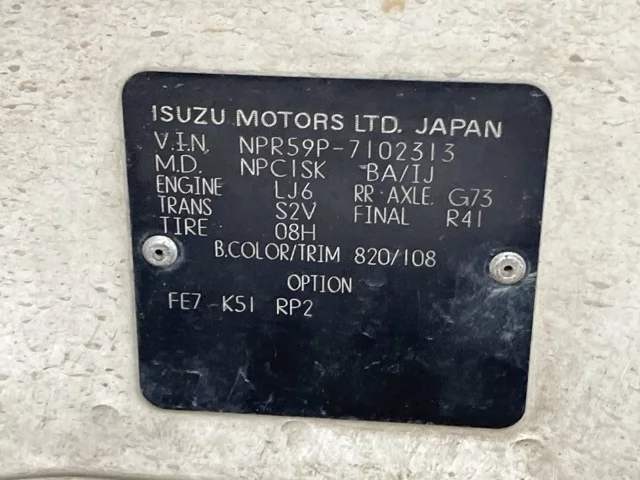 ISUZU MOTORS LTD. JAPAN
V.I.N. NPR59P-7102313
M.D. NPC1SK BA/IJ
ENGINE LJ6 RR AXLE. G73
TRANS S2V FINAL R41
TIRE 08H
B.COLOR/TRIM 820/108
OPTION
FE7 K51 RP2